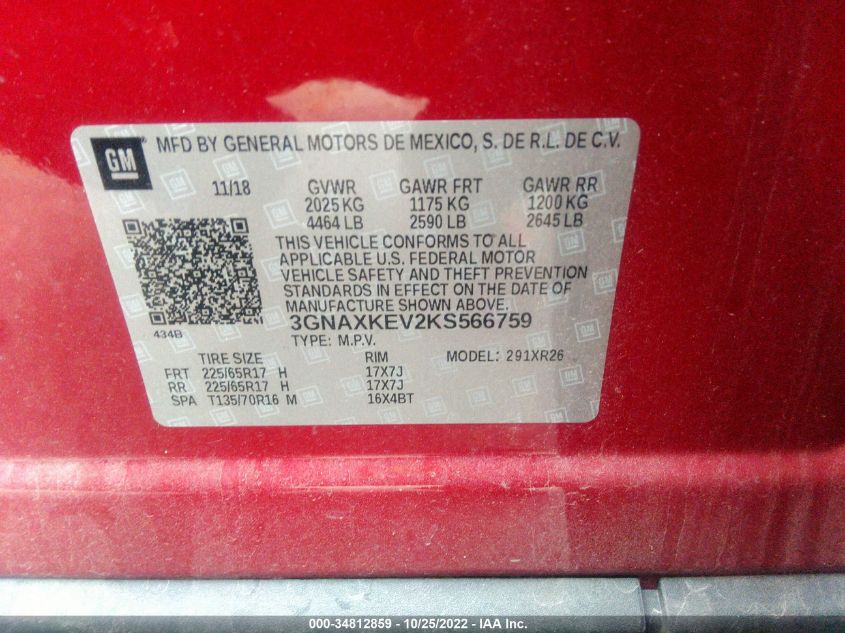 GM
MFD BY GENERAL MOTORS DE MEXICO, S. DE R.L. DE C.V.
11/18 GVWR GAWR FRT GAWR RR
2025 KG 1175 KG 1200 KG
4464 LB 2590 LB 2645 LB
THIS VEHICLE CONFORMS TO ALL
APPLICABLE U.S. FEDERAL MOTOR
VEHICLE SAFETY AND THEFT PREVENTION
STANDARDS IN EFFECT ON THE DATE OF
MANUFACTURE SHOWN ABOVE.
434B
3GNAXKEV2KS566759
TYPE: M.P.V.
TIRE SIZE RIM MODEL: 291XR26
FRT 225/65R17 H 17X7J
RR 225/65R17 H 17X7J
SPA T135/70R16 M 16X4BT
000-34812859 - 10/25/2022 - IAA Inc.